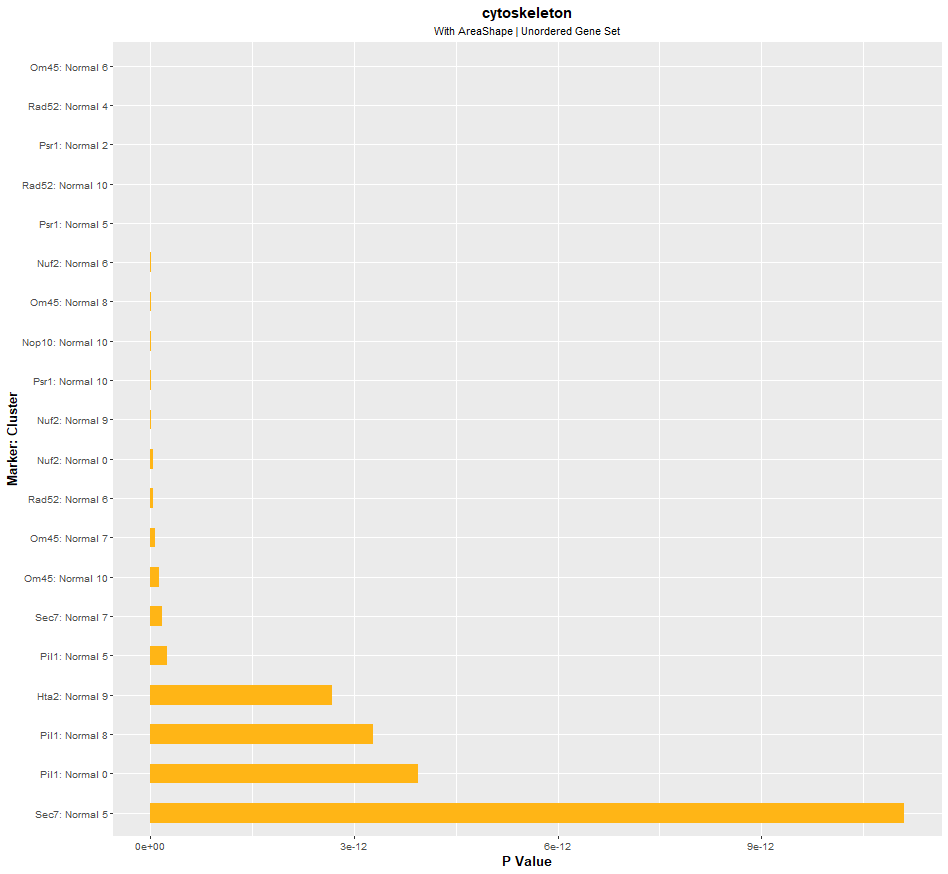 cytoskeleton
With AreaShape | Unordered Gene Set
Marker: Cluster
Om45: Normal 6
Rad52: Normal 4
Psr1: Normal 2
Rad52: Normal 10
Psr1: Normal 5
Nuf2: Normal 6
Om45: Normal 8
Nop10: Normal 10
Psr1: Normal 10
Nuf2: Normal 9
Nuf2: Normal 0
Rad52: Normal 6
Om45: Normal 7
Om45: Normal 10
Sec7: Normal 7
Pil1: Normal 5
Hta2: Normal 9
Pil1: Normal 8
Pil1: Normal 0
Sec7: Normal 5
0e+00 3e-12 6e-12 9e-12
P Value